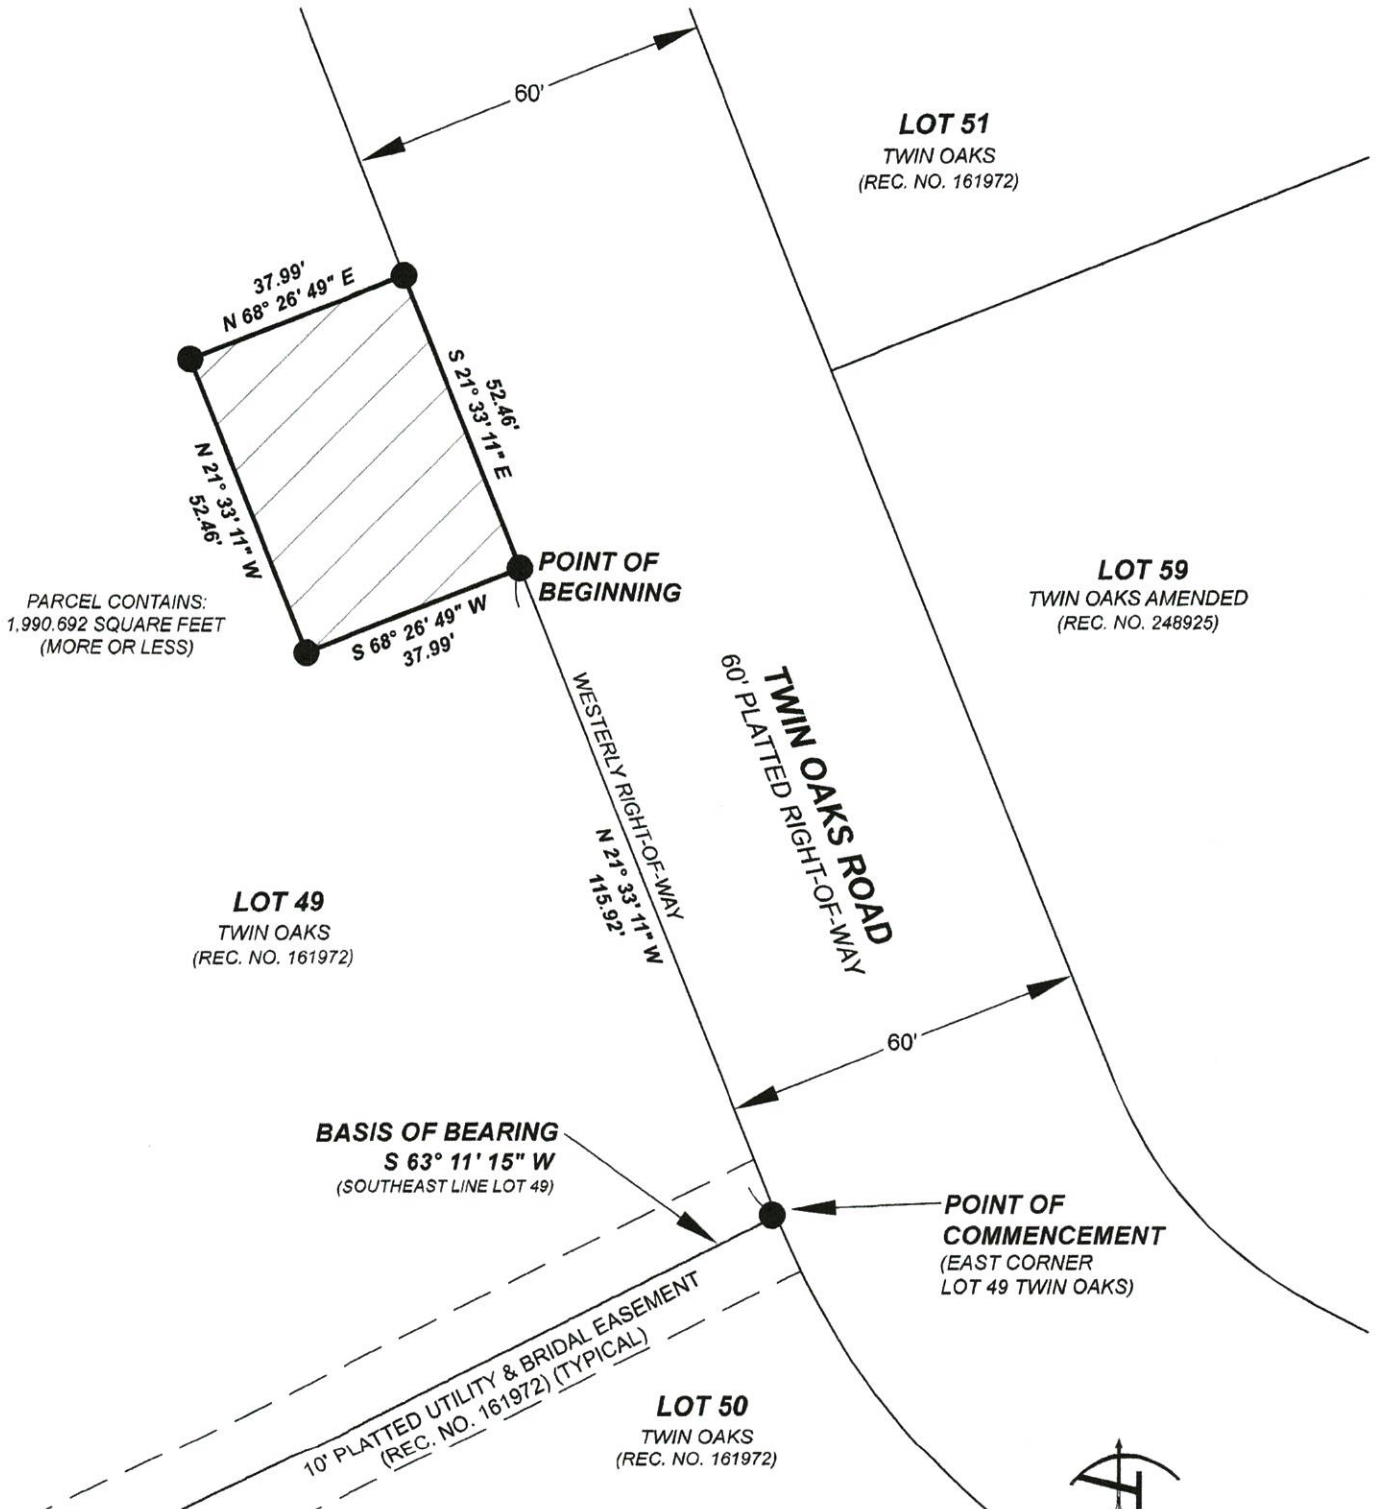 60'
LOT 51
TWIN OAKS
(REC. NO. 161972)
37.99'
N 68° 26' 49" E
52.46'
S 21° 33' 11" E
N 21° 33' 11" W
52.46'
POINT OF
BEGINNING
S 68° 26' 49" W
37.99'
PARCEL CONTAINS:
1,990.692 SQUARE FEET
(MORE OR LESS)
LOT 59
TWIN OAKS AMENDED
(REC. NO. 248925)
WESTERLY RIGHT-OF-WAY
N 21° 33' 11" W
115.92'
TWIN OAKS ROAD
60' PLATTED RIGHT-OF-WAY
LOT 49
TWIN OAKS
(REC. NO. 161972)
60'
BASIS OF BEARING
S 63° 11' 15" W
(SOUTHEAST LINE LOT 49)
POINT OF
COMMENCEMENT
(EAST CORNER
LOT 49 TWIN OAKS)
10' PLATTED UTILITY & BRIDAL EASEMENT
(REC. NO. 161972) (TYPICAL)
LOT 50
TWIN OAKS
(REC. NO. 161972)